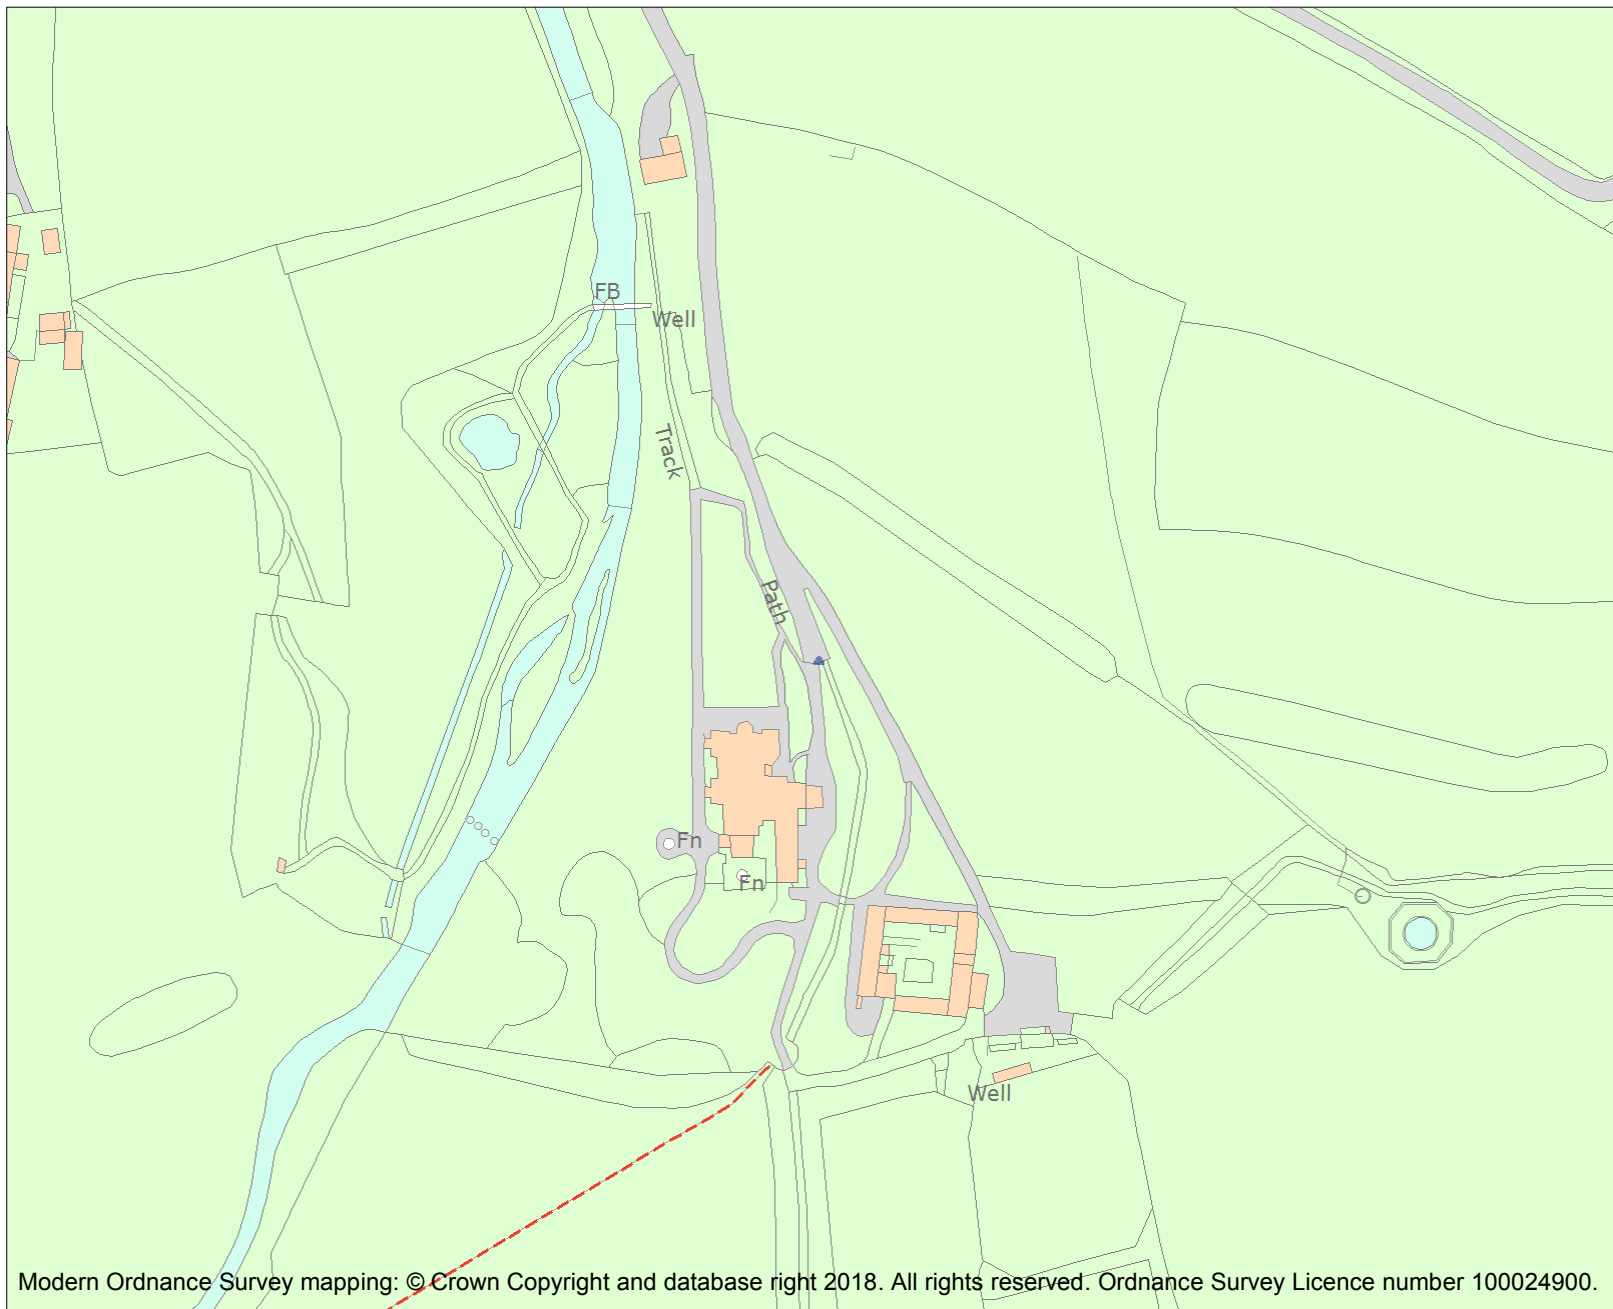 FB
Well
Track
Path
Fn
Fn
Well
Modern Ordnance Survey mapping: © Crown Copyright and database right 2018. All rights reserved. Ordnance Survey Licence number 100024900.